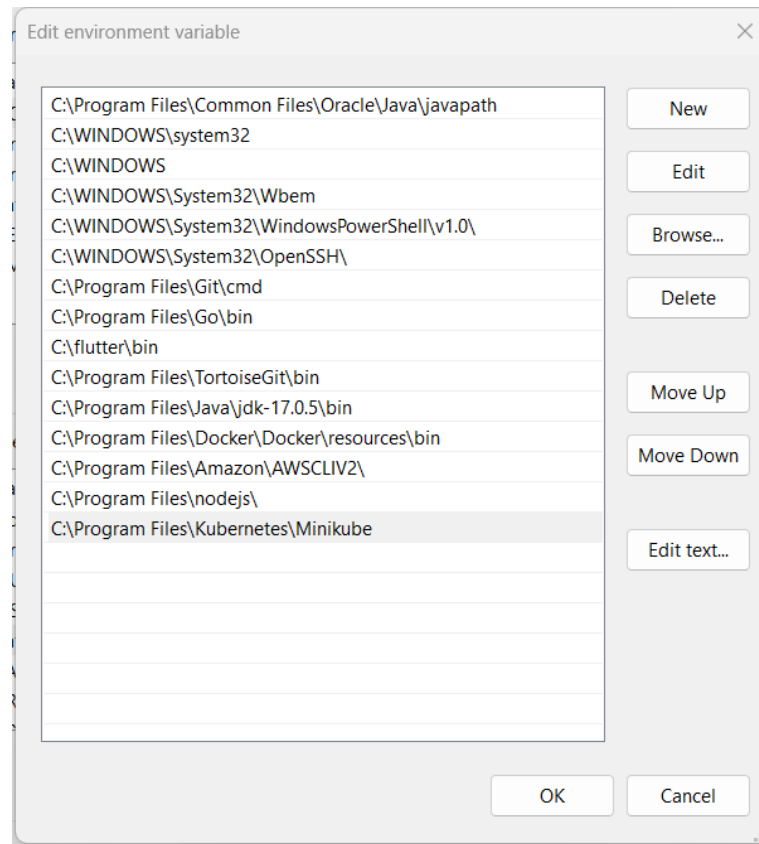 Edit environment variable
C:\Program Files\Common Files\Oracle\Java\javapath
C:\WINDOWS\system32
C:\WINDOWS
C:\WINDOWS\System32\Wbem
C:\WINDOWS\System32\WindowsPowerShell\v1.0\
C:\WINDOWS\System32\OpenSSH\
C:\Program Files\Git\cmd
C:\Program Files\Go\bin
C:\flutter\bin
C:\Program Files\TortoiseGit\bin
C:\Program Files\Java\jdk-17.0.5\bin
C:\Program Files\Docker\Docker\resources\bin
C:\Program Files\Amazon\AWSCLIV2\
C:\Program Files\nodejs\
C:\Program Files\Kubernetes\Minikube
New
Edit
Browse...
Delete
Move Up
Move Down
Edit text...
OK
Cancel